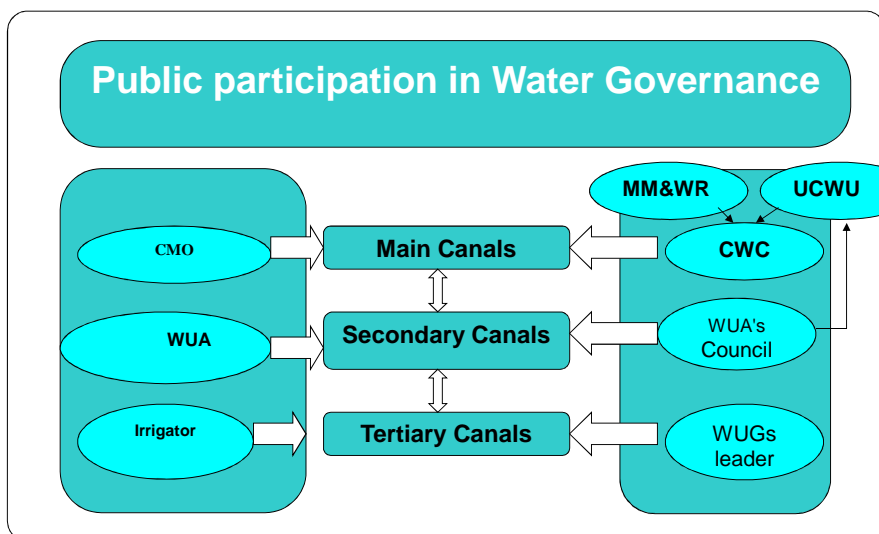 Public participation in Water Governance
MM&WR
UCWU
CMO
Main Canals
CWC
WUA
Secondary Canals
WUA's
Council
Irrigator
Tertiary Canals
WUGs
leader